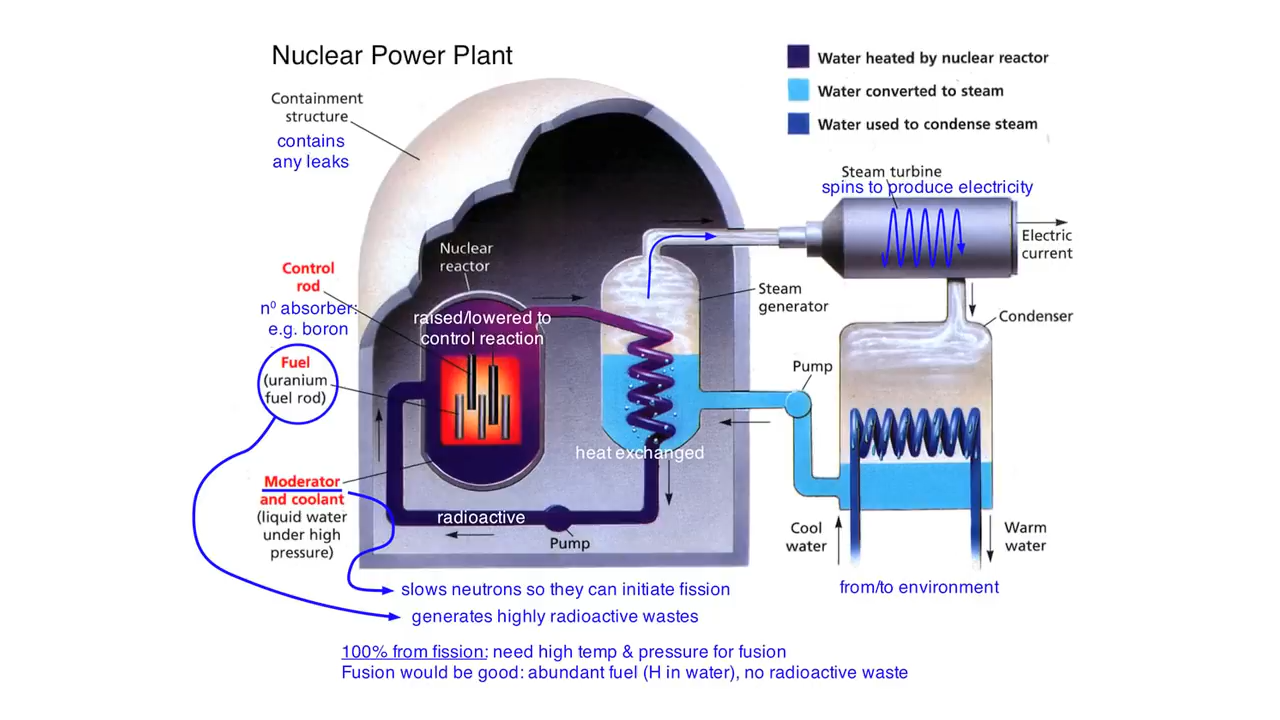 Nuclear Power Plant
Water heated by nuclear reactor
Water converted to steam
Water used to condense steam
Containment
structure
contains
any leaks
Steam turbine
spins to produce electricity
Electric
current
Nuclear
reactor
Control
rod
n⁰ absorber:
e.g. boron
raised/lowered to
control reaction
Steam
generator
Condenser
Fuel
(uranium
fuel rod)
Pump
heat exchanged
Moderator
and coolant
(liquid water
under high
pressure)
radioactive
Pump
Cool
water
Warm
water
from/to environment
slows neutrons so they can initiate fission
generates highly radioactive wastes
100% from fission: need high temp & pressure for fusion
Fusion would be good: abundant fuel (H in water), no radioactive waste